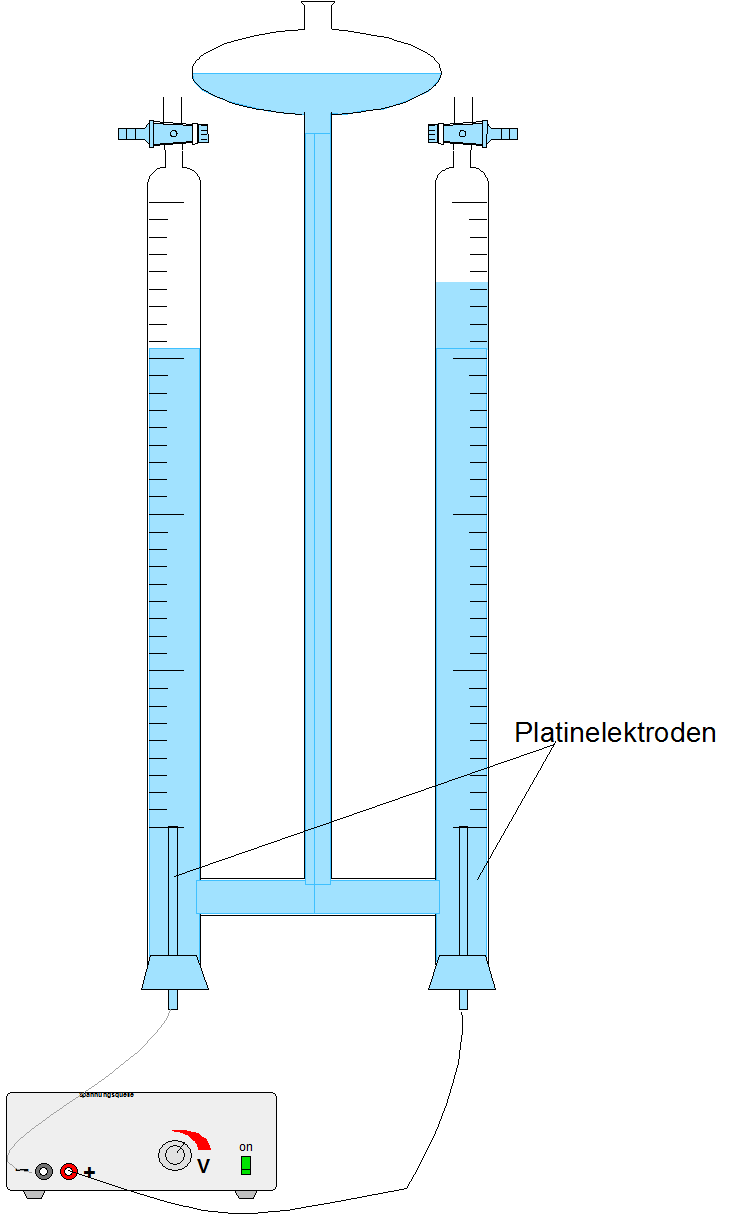 Platinelektroden
Spannungsquelle
on
− + V